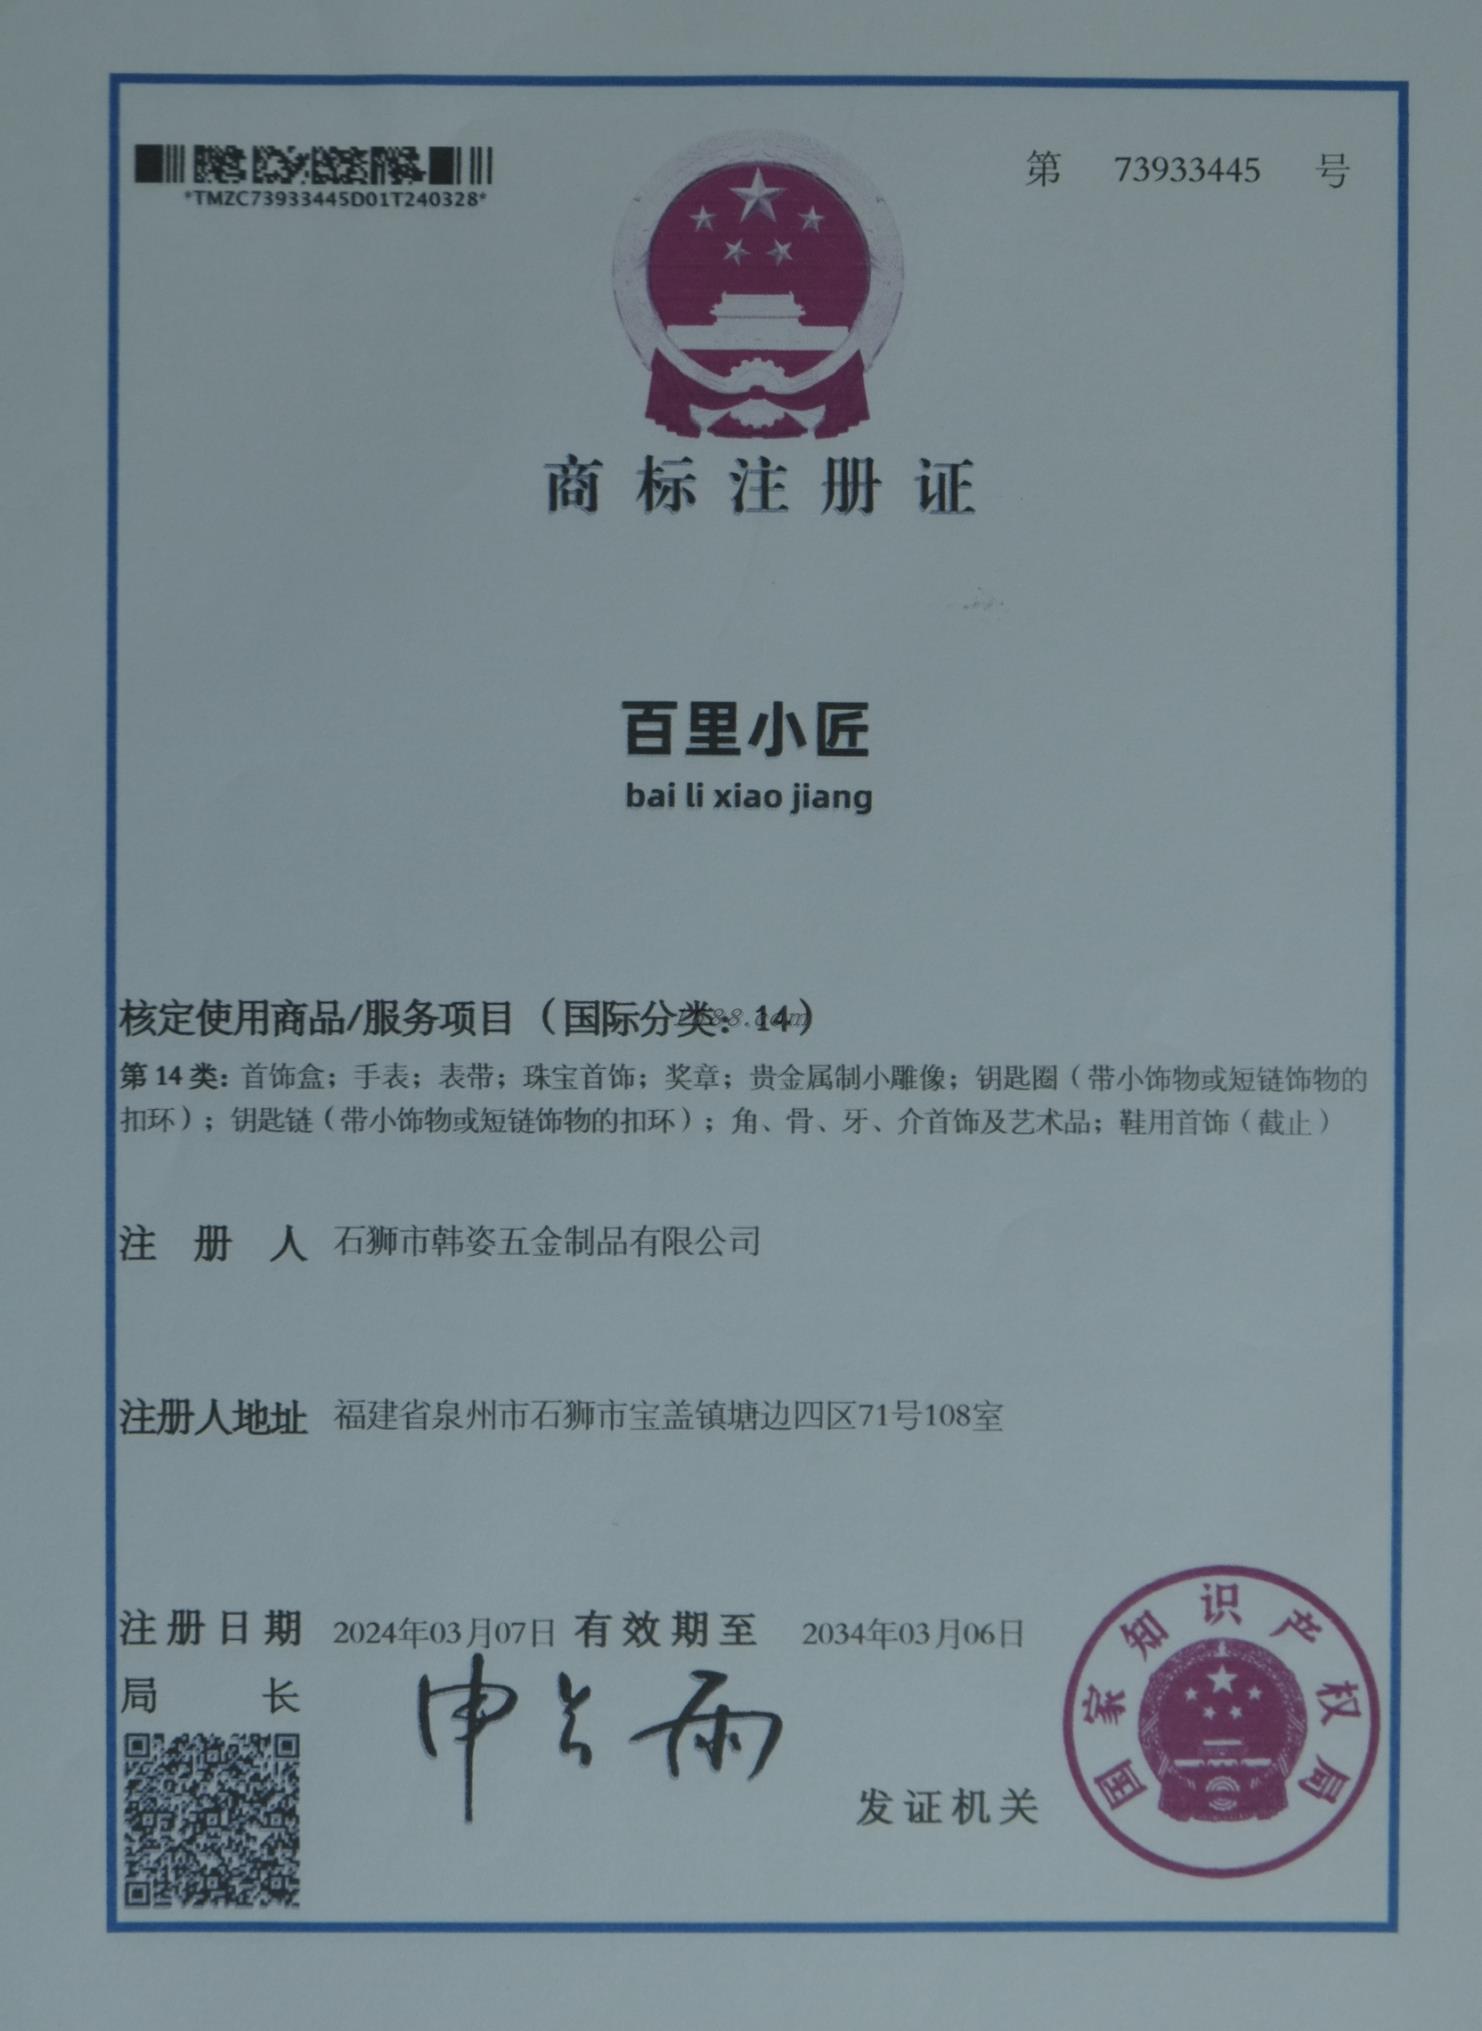 *TMZC73933445D01T240328*
第 73933445 号
商标注册证
百里小匠
bai li xiao jiang
核定使用商品/服务项目（国际分类：14）
1688.com
第14类：首饰盒；手表；表带；珠宝首饰；奖章；贵金属制小雕像；钥匙圈（带小饰物或短链饰物的
扣环）；钥匙链（带小饰物或短链饰物的扣环）；角、骨、牙、介首饰及艺术品；鞋用首饰（截止）
注册人 石狮市韩姿五金制品有限公司
注册人地址 福建省泉州市石狮市宝盖镇塘边四区71号108室
注册日期 2024年03月07日 有效期至 2034年03月06日
局长 申长雨
发证机关
国家知识产权局